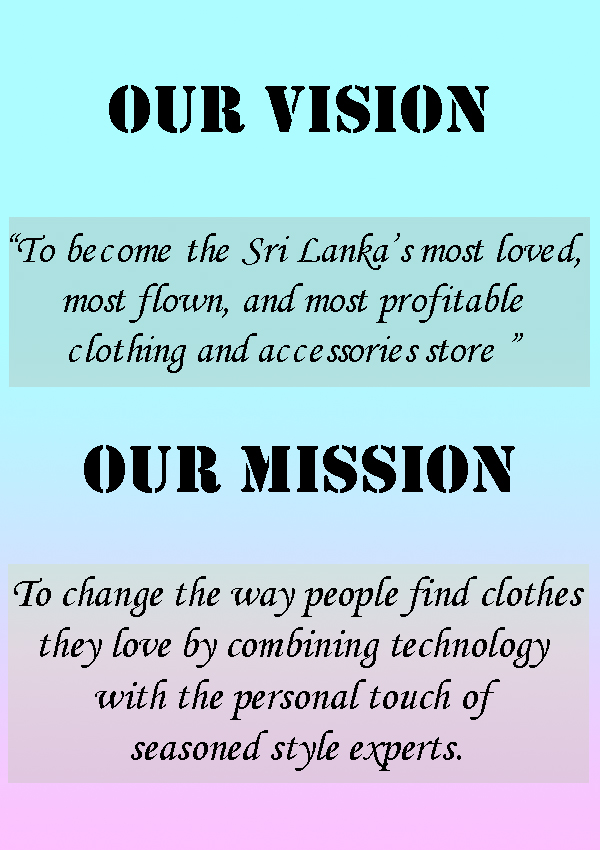 OUR VISION
“To become the Sri Lanka’s most loved,
most flown, and most profitable
clothing and accessories store ”
OUR MISSION
To change the way people find clothes
they love by combining technology
with the personal touch of
seasoned style experts.